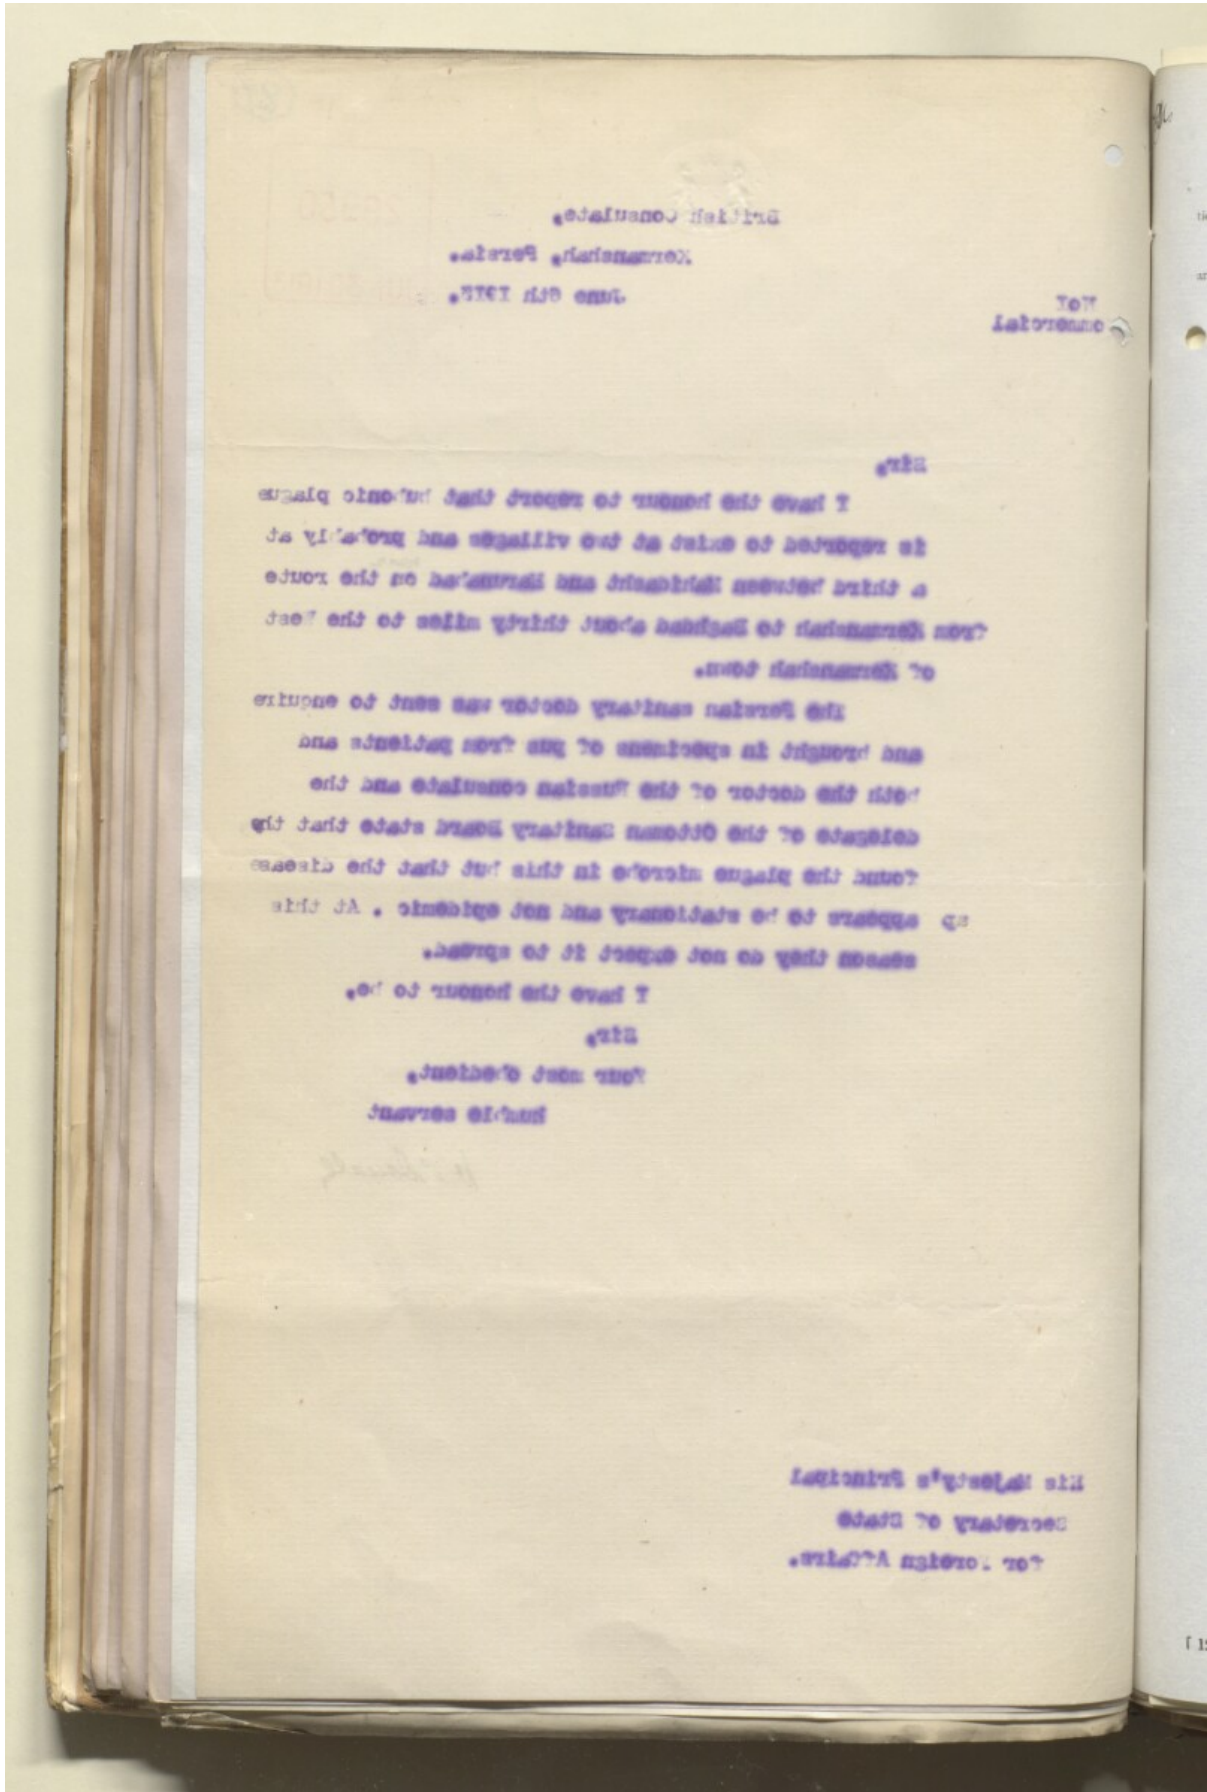 British Consulate,
Kermanshah, Persia.
June 6th
No1
ommercial
Sir,
I have the honour to report that bubonic plague
is reported to exist at two villages and probably at
a third between Mahidasht and Harunabad on the route
from Kermanshah to Baghdad about thirty miles to the West
of Kermanshah town.
The Persian sanitary doctor was sent to enquire
and brought in specimens of pus from patients and
both the doctor of the Russian consulate and the
delegate of the Ottoman Sanitary Board state that the
found the plague microbe in this but that the disease
ap appears to be stationary and not epidemic . At this
season they do not expect it to spread.
I have the honour to be,
Sir,
Your most obedient,
humble servant
His Majesty's Principal
Secretary of State
for Foreign Affairs.